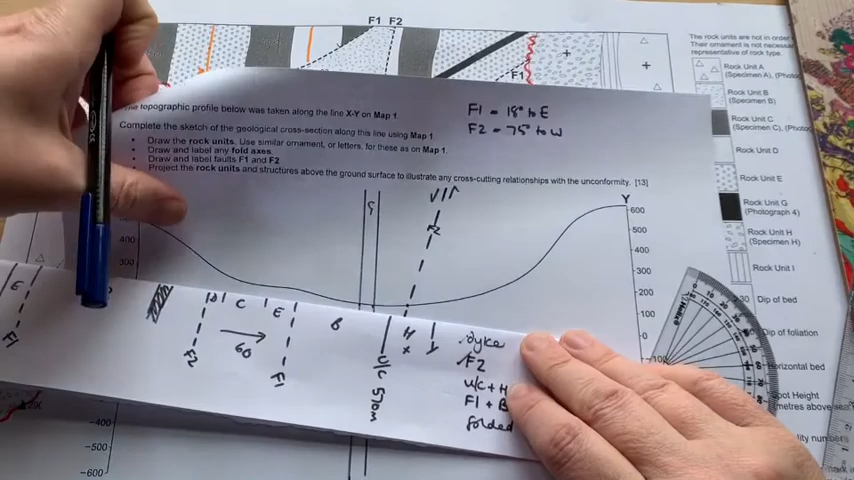 F1 F2
F1
The rock units are not in order
Their ornament is not necessar
representative of the rock type
Rock Unit A
(Specimen A)
Rock Unit B
(Specimen B)
Rock Unit C
(Specimen C, Photog
Rock Unit D
Rock Unit E
Rock Unit G
(Photograph 4)
Rock Unit H
(Specimen H)
Rock Unit I
Dip of bed
Dip of foliation
Horizontal bed
Spot Height
(metres above
topographic profile below was taken along the line X-Y on Map 1.
F1 = 18° to E
F2 = 75° to W
Complete the sketch of the geological cross-section along this line using Map 1.
Draw the rock units. Use similar ornament, or letters, for these as on Map 1.
Draw and label any fold axes.
Draw and label faults F1 and F2
Project the rock units and structures above the ground surface to illustrate any cross-cutting relationships with the unconformity. [13]
Y
600
500
400
300
200
100
0
-100
400
300
F2
E
F1
D
C
E
60
F2
F1
B
u/c
570m
H
x
Y
dyke
F2
u/c + H
F1 + B
folded
-400
-500